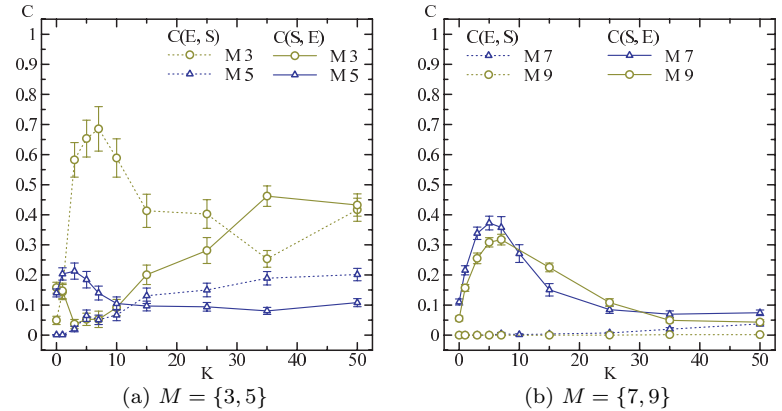 C
C(E, S) C(S, E)
M 3 M 3
M 5 M 5
1
0.9
0.8
0.7
0.6
0.5
0.4
0.3
0.2
0.1
0
0 10 20 30 40 50
K
(a) M = {3, 5}
C
C(E, S) C(S, E)
M 7 M 7
M 9 M 9
1
0.9
0.8
0.7
0.6
0.5
0.4
0.3
0.2
0.1
0
0 10 20 30 40 50
K
(b) M = {7, 9}